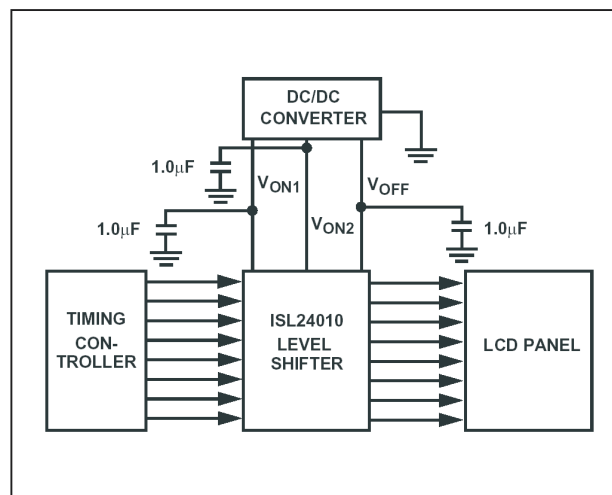 DC/DC
CONVERTER
1.0μF
VON1
VOFF
1.0μF
VON2
1.0μF
TIMING
CON-
TROLLER
ISL24010
LEVEL
SHIFTER
LCD PANEL